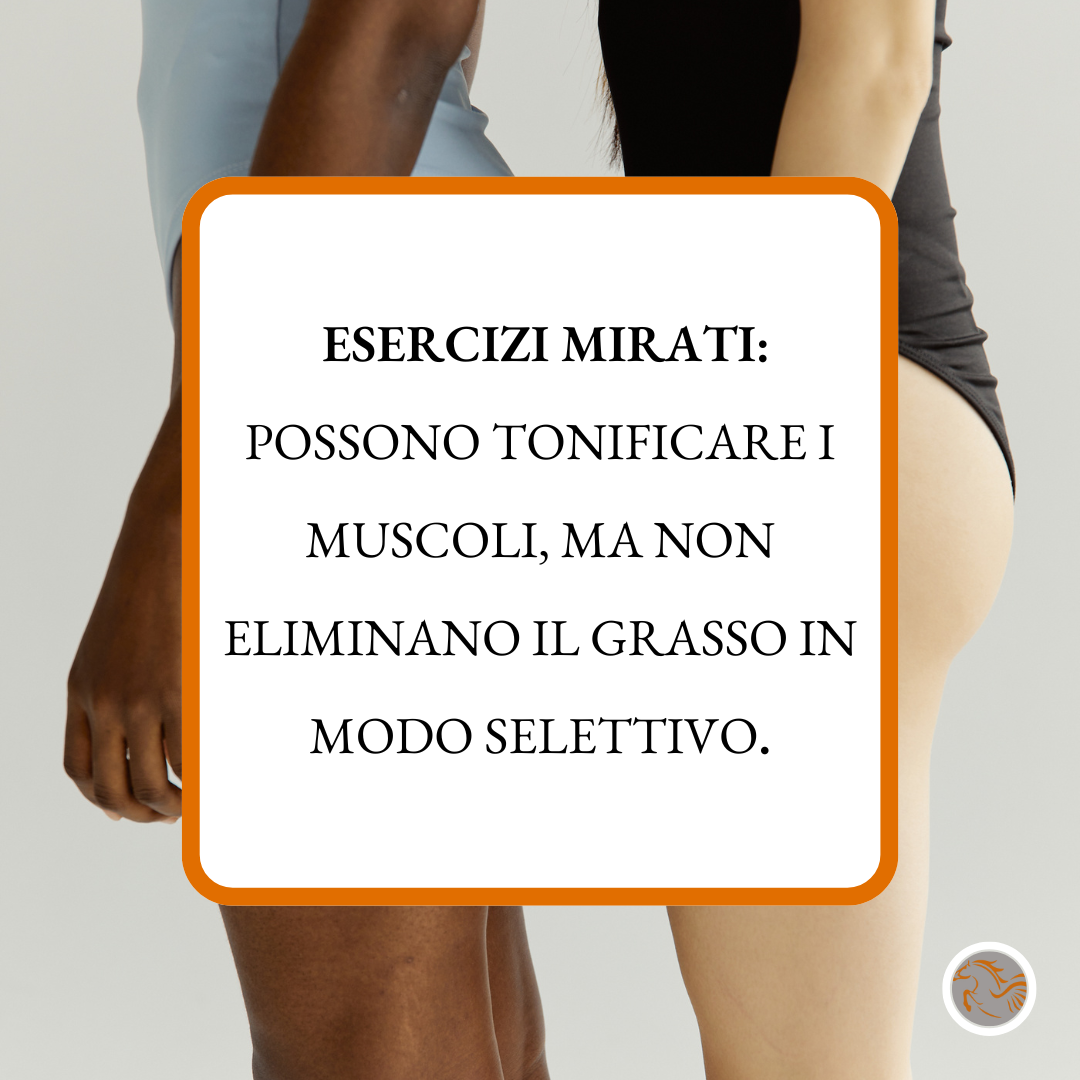 ESERCIZI MIRATI:
POSSONO TONIFICARE I
MUSCOLI, MA NON
ELIMINANO IL GRASSO IN
MODO SELETTIVO.